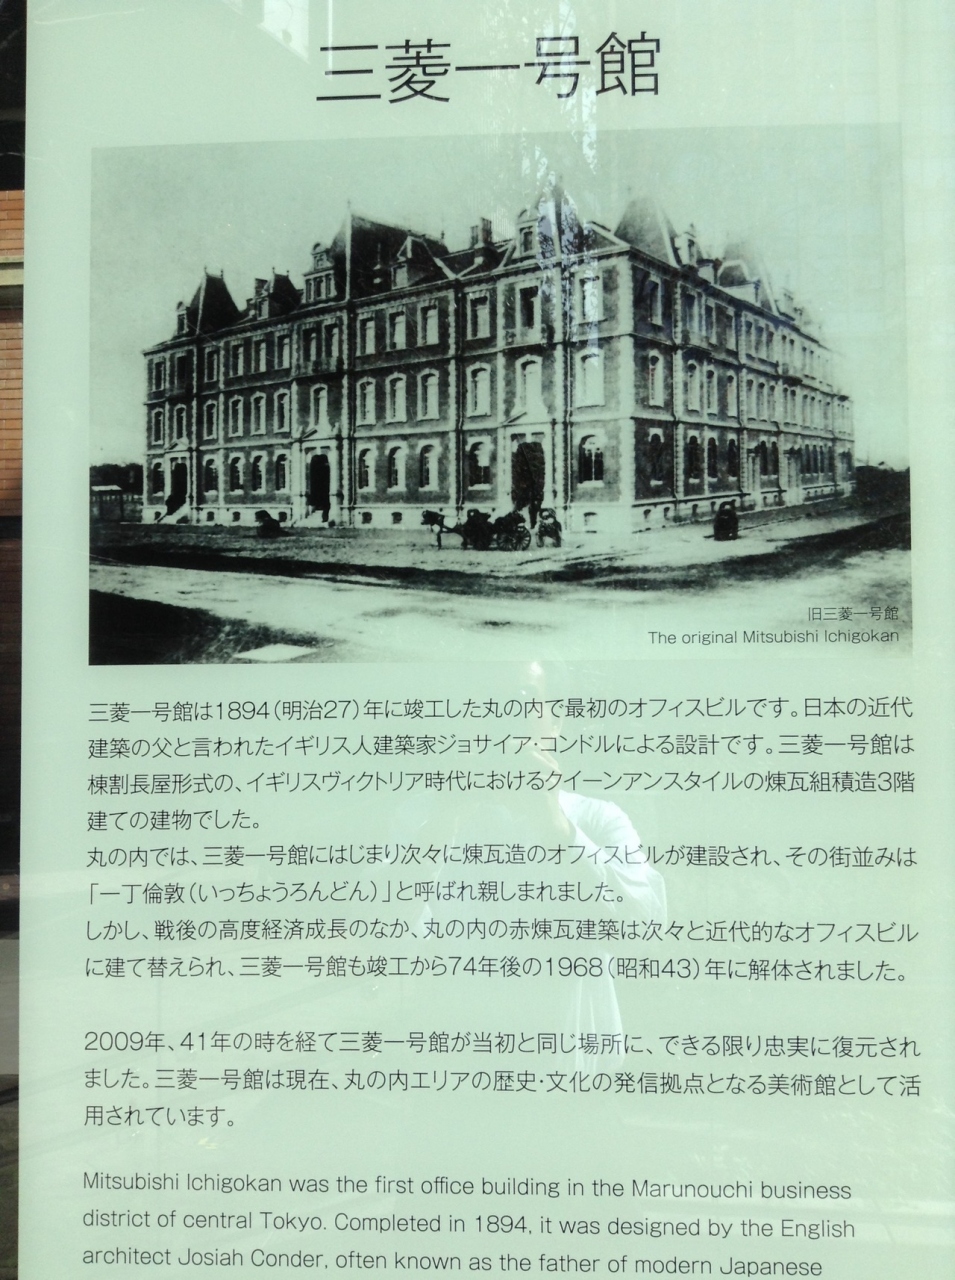 三菱一号館
旧三菱一号館
The original Mitsubishi Ichigokan
三菱一号館は1894(明治27)年に竣工した丸の内で最初のオフィスビルです。日本の近代
建築の父と言われたイギリス人建築家ジョサイア・コンドルによる設計です。三菱一号館は
棟割長屋形式の、イギリスヴィクトリア時代におけるクイーンアンスタイルの煉瓦組積造3階
建ての建物でした。
丸の内では、三菱一号館にはじまり次々に煉瓦造のオフィスビルが建設され、その街並みは
「一丁倫敦(いっちょうろんどん)」と呼ばれ親しまれました。
しかし、戦後の高度経済成長のなか、丸の内の赤煉瓦建築は次々と近代的なオフィスビル
に建て替えられ、三菱一号館も竣工から74年後の1968(昭和43)年に解体されました。
2009年、41年の時を経て三菱一号館が当初と同じ場所に、できる限り忠実に復元され
ました。三菱一号館は現在、丸の内エリアの歴史・文化の発信拠点となる美術館として活
用されています。
Mitsubishi Ichigokan was the first office building in the Marunouchi business
district of central Tokyo. Completed in 1894, it was designed by the English
architect Josiah Conder, often known as the father of modern Japanese